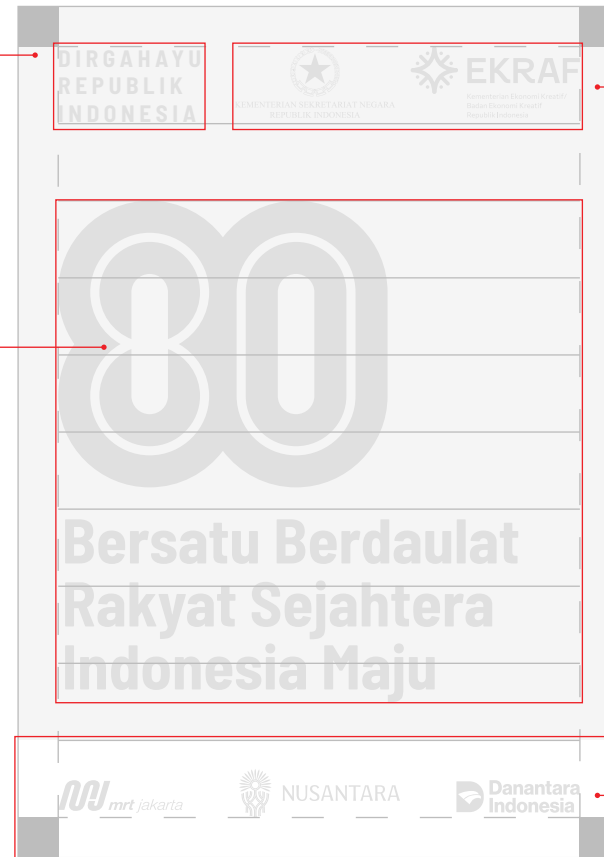 DIRGAHAYU
REPUBLIK
INDONESIA
KEMENTERIAN SEKRETARIAT NEGARA
REPUBLIK INDONESIA
EKRAF
Kementerian Ekonomi Kreatif/
Badan Ekonomi Kreatif
Republik Indonesia
80
Bersatu Berdaulat
Rakyat Sejahtera
Indonesia Maju
mrt jakarta
NUSANTARA
Danantara
Indonesia